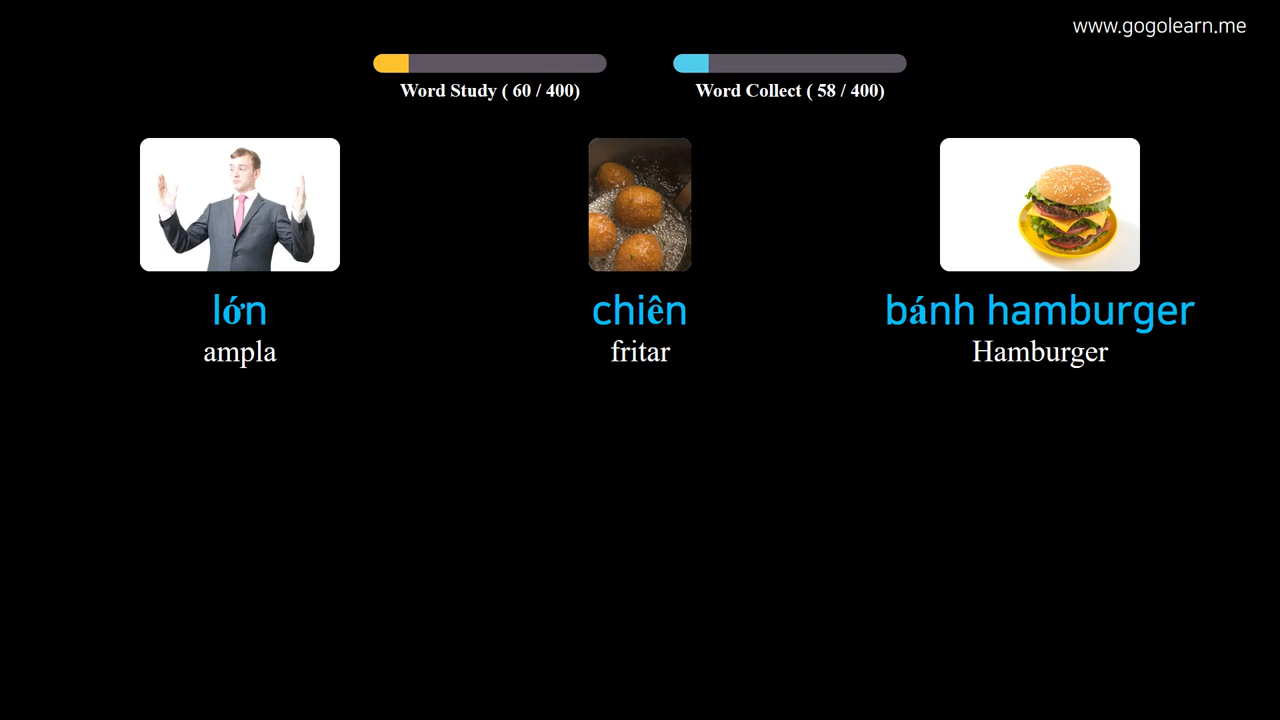 www.gogolearn.me
Word Study ( 60 / 400)
Word Collect ( 58 / 400)
lớn
chiên
bánh hamburger
ampla
fritar
Hamburger